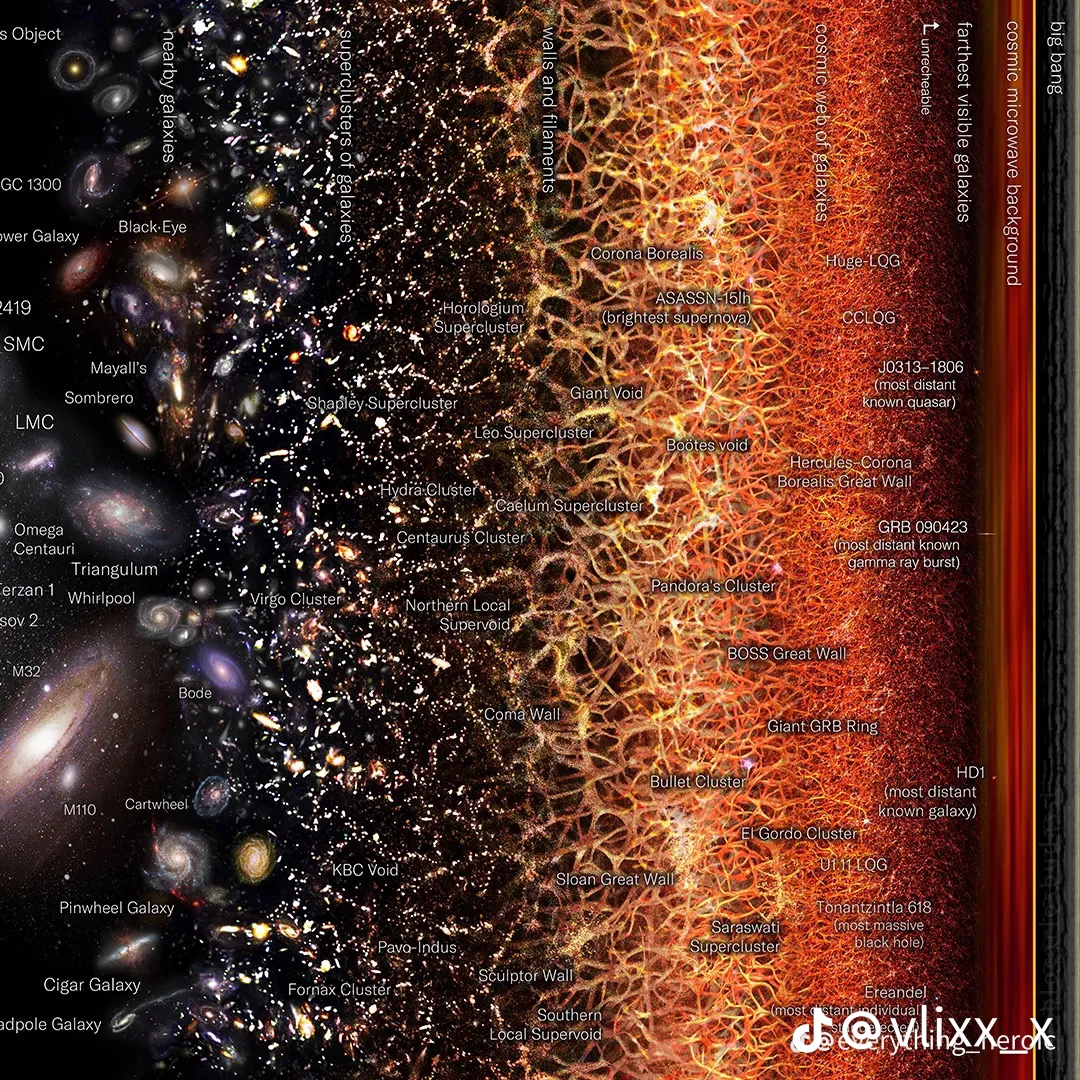 s Object
nearby galaxies
superclusters of galaxies
walls and filaments
cosmic web of galaxies
unrecheable
farthest visible galaxies
cosmic microwave background
big bang
GC 1300
Black Eye
ower Galaxy
Corona Borealis
Huge-LQG
ASASSN-15lh
(brightest supernova)
2419
Horologium
Supercluster
CCLQG
SMC
Mayall's
J0313–1806
(most distant
known quasar)
Sombrero
Giant Void
Shapley Supercluster
LMC
Leo Supercluster
Boötes void
Hercules–Corona
Borealis Great Wall
Hydra Cluster
Caelum Supercluster
Omega
Centauri
Centaurus Cluster
GRB 090423
(most distant known
gamma ray burst)
Triangulum
erzan 1
Whirlpool
Virgo Cluster
Pandora's Cluster
Northern Local
Supervoid
sov 2
BOSS Great Wall
M32
Bode
Coma Wall
Giant GRB Ring
HD1
(most distant
known galaxy)
Bullet Cluster
M110
Cartwheel
El Gordo Cluster
KBC Void
Sloan Great Wall
U1.11 LQG
Pinwheel Galaxy
Tonantzintla 618
(most massive
black hole)
Saraswati
Supercluster
Pavo-Indus
Sculptor Wall
Cigar Galaxy
Fornax Cluster
Ereandel
(most distant individual
adpole Galaxy
Southern
Local Supervoid
@vlixx_x